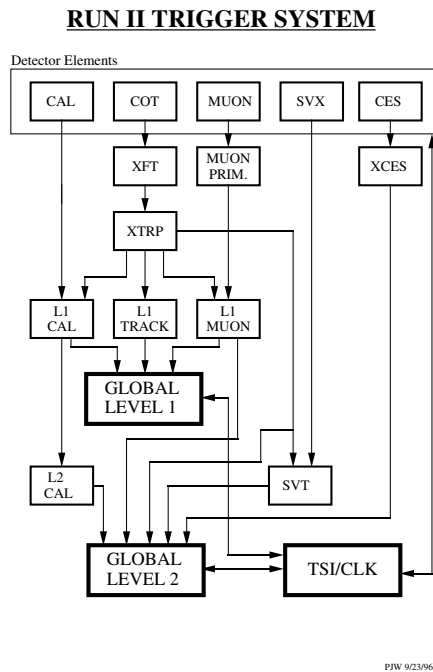 RUN II TRIGGER SYSTEM
Detector Elements
CAL
COT
MUON
SVX
CES
XFT
MUON
PRIM.
XCES
XTRP
L1
CAL
L1
TRACK
L1
MUON
GLOBAL
LEVEL 1
L2
CAL
SVT
GLOBAL
LEVEL 2
TSI/CLK
PJW 9/23/96